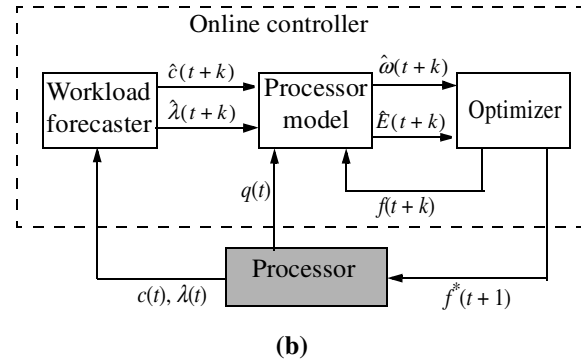 Online controller
Workload
forecaster
ĉ(t+k)
λ̂(t+k)
Processor
model
ω̂(t+k)
Ê(t+k)
Optimizer
q(t)
f(t+k)
Processor
c(t), λ(t)
f*(t+1)
(b)